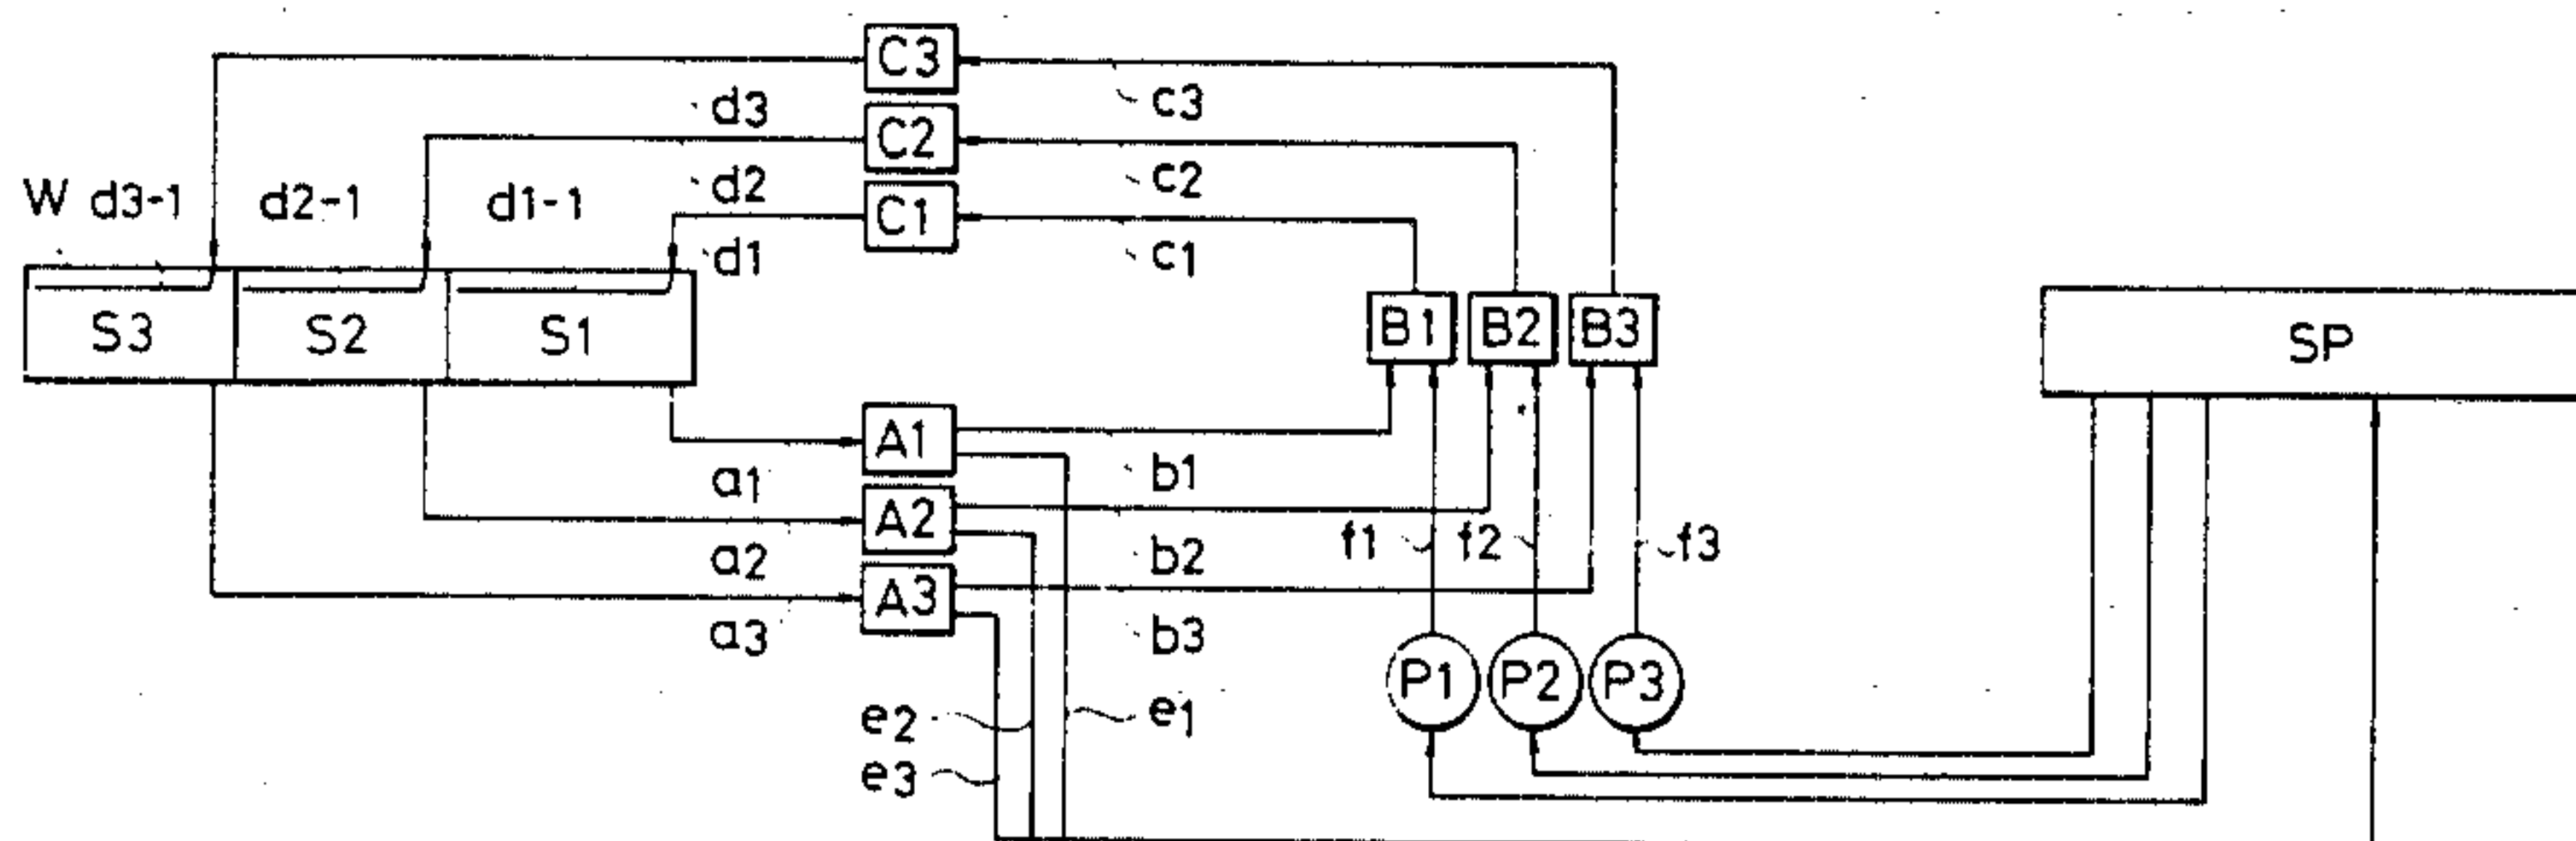 C3
d3 c3
C2
W d3-1 d2-1 d1-1 d2 c2
C1
d1 c1
S3 S2 S1 B1 B2 B3 SP
A1
a1 b1
A2 f1 f2 f3
a2 b2
A3
a3 b3
P1 P2 P3
e2 e1
e3